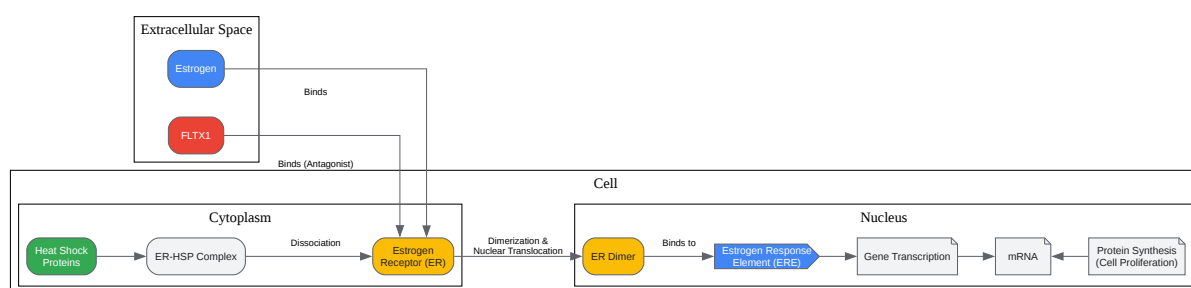 Extracellular Space
Estrogen
Binds
FLTX1
Binds (Antagonist)
Cell
Cytoplasm
Nucleus
Heat Shock
Proteins
ER-HSP Complex
Dissociation
Estrogen
Receptor (ER)
Dimerization &
Nuclear Translocation
ER Dimer
Binds to
Estrogen Response
Element (ERE)
Gene Transcription
mRNA
Protein Synthesis
(Cell Proliferation)